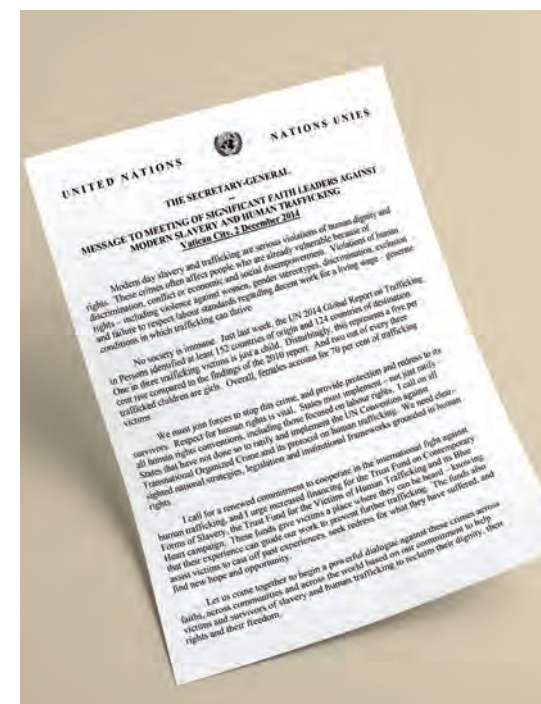 UNITED NATIONS NATIONS UNIES
THE SECRETARY-GENERAL
--
MESSAGE TO MEETING OF SIGNIFICANT FAITH LEADERS AGAINST
MODERN SLAVERY AND HUMAN TRAFFICKING
Vatican City, 2 December 2014
Modern day slavery and trafficking are serious violations of human dignity and
rights. These crimes often affect people who are already vulnerable because of
discrimination, conflict or economic and social disempowerment. Violations of human
rights – including violence against women, gender stereotypes, discrimination, exclusion
and failure to respect labour standards regarding decent work for a living wage – generate
conditions in which trafficking can thrive.
No society is immune. Just last week, the UN 2014 Global Report on Trafficking
in Persons identified at least 152 countries of origin and 124 countries of destination.
One in three trafficking victims is just a child. Disturbingly, this represents a five per
cent rise compared to the findings of the 2010 report. And two out of every three
trafficked children are girls. Overall, females account for 70 per cent of trafficking
victims.
We must join forces to stop this crime, and provide protection and redress to its
survivors. Respect for human rights is vital. States must implement – not just ratify –
all human rights conventions, including those focused on labour rights. I call on all
States that have not done so to ratify and implement the UN Convention against
Transnational Organized Crime and its protocol on human trafficking. We need clear-
sighted national strategies, legislation and institutional frameworks grounded in human
rights.
I call for a renewed commitment to cooperate in the international fight against
human trafficking, and I urge increased financing for the Trust Fund on Contemporary
Forms of Slavery, the Trust Fund for the Victims of Human Trafficking and its Blue
Heart campaign. These funds give victims a place where they can be heard – knowing
that their experience can guide our work to prevent further trafficking. The funds also
assist victims to cast off past experiences, seek redress for what they have suffered, and
find new hope and opportunity.
Let us come together to begin a powerful dialogue against these crimes across
faiths, across communities and across the world based on our commitment to help
victims and survivors of slavery and human trafficking to reclaim their dignity, their
rights and their freedom.